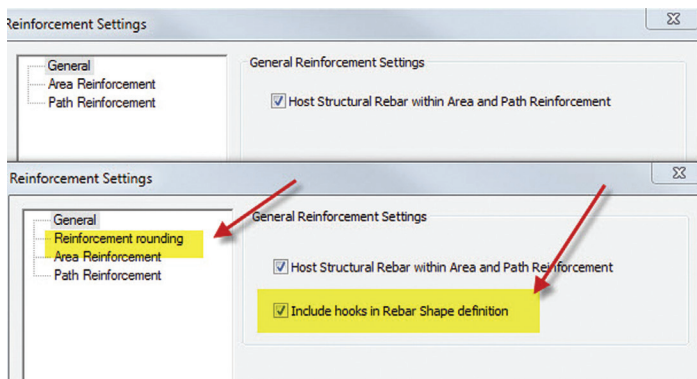 Reinforcement Settings
General
Area Reinforcement
Path Reinforcement
General Reinforcement Settings
Host Structural Rebar within Area and Path Reinforcement
Reinforcement Settings
General
Reinforcement rounding
Area Reinforcement
Path Reinforcement
General Reinforcement Settings
Host Structural Rebar within Area and Path Reinforcement
Include hooks in Rebar Shape definition